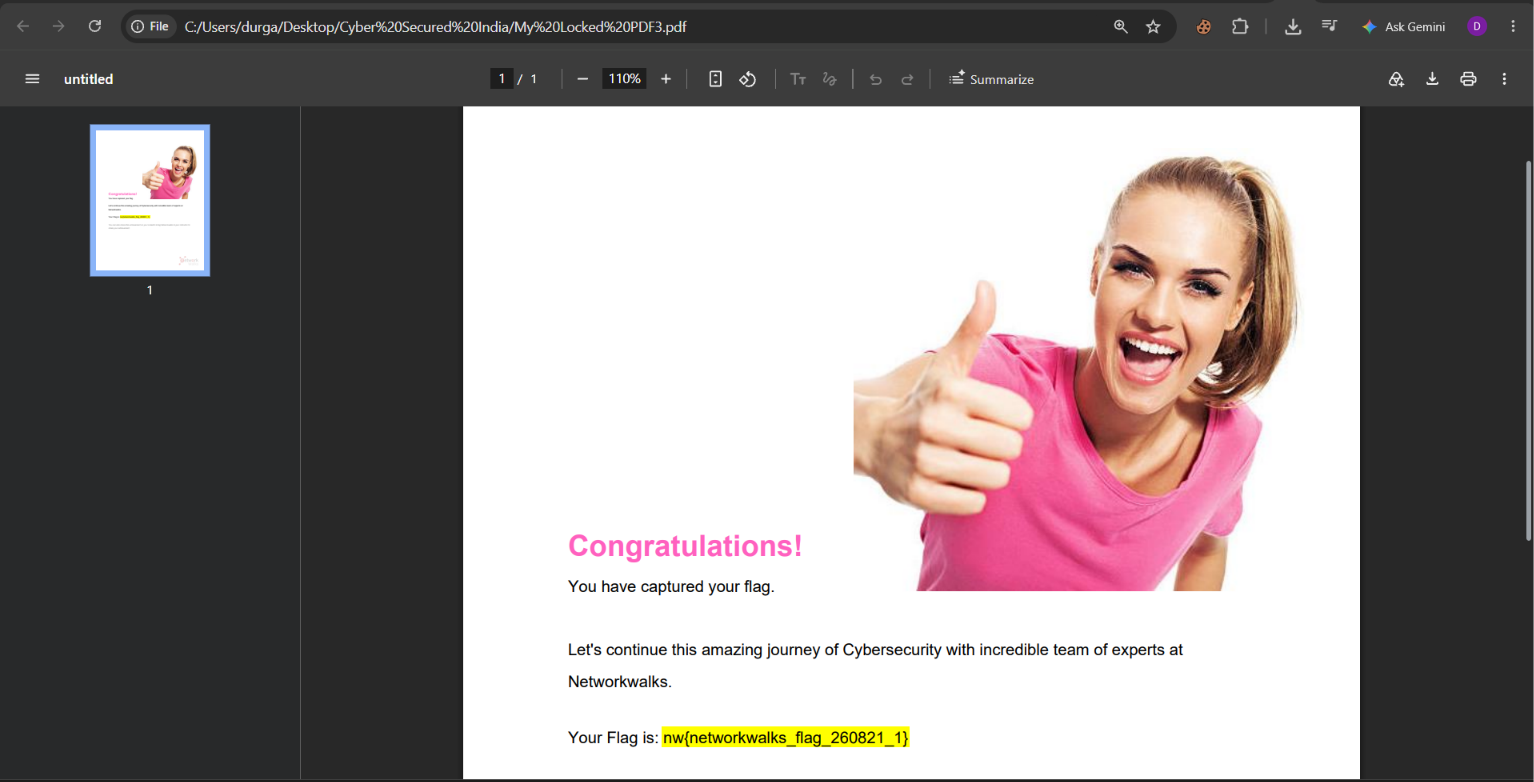 File
C:/Users/durga/Desktop/Cyber%20Secured%20India/My%20Locked%20PDF3.pdf
Ask Gemini
D
untitled
1 / 1
110%
Summarize
1
Congratulations!
You have captured your flag.
Let's continue this amazing journey of Cybersecurity with incredible team of experts at
Networkwalks.
Your Flag is: nw{networkwalks_flag_260821_1}